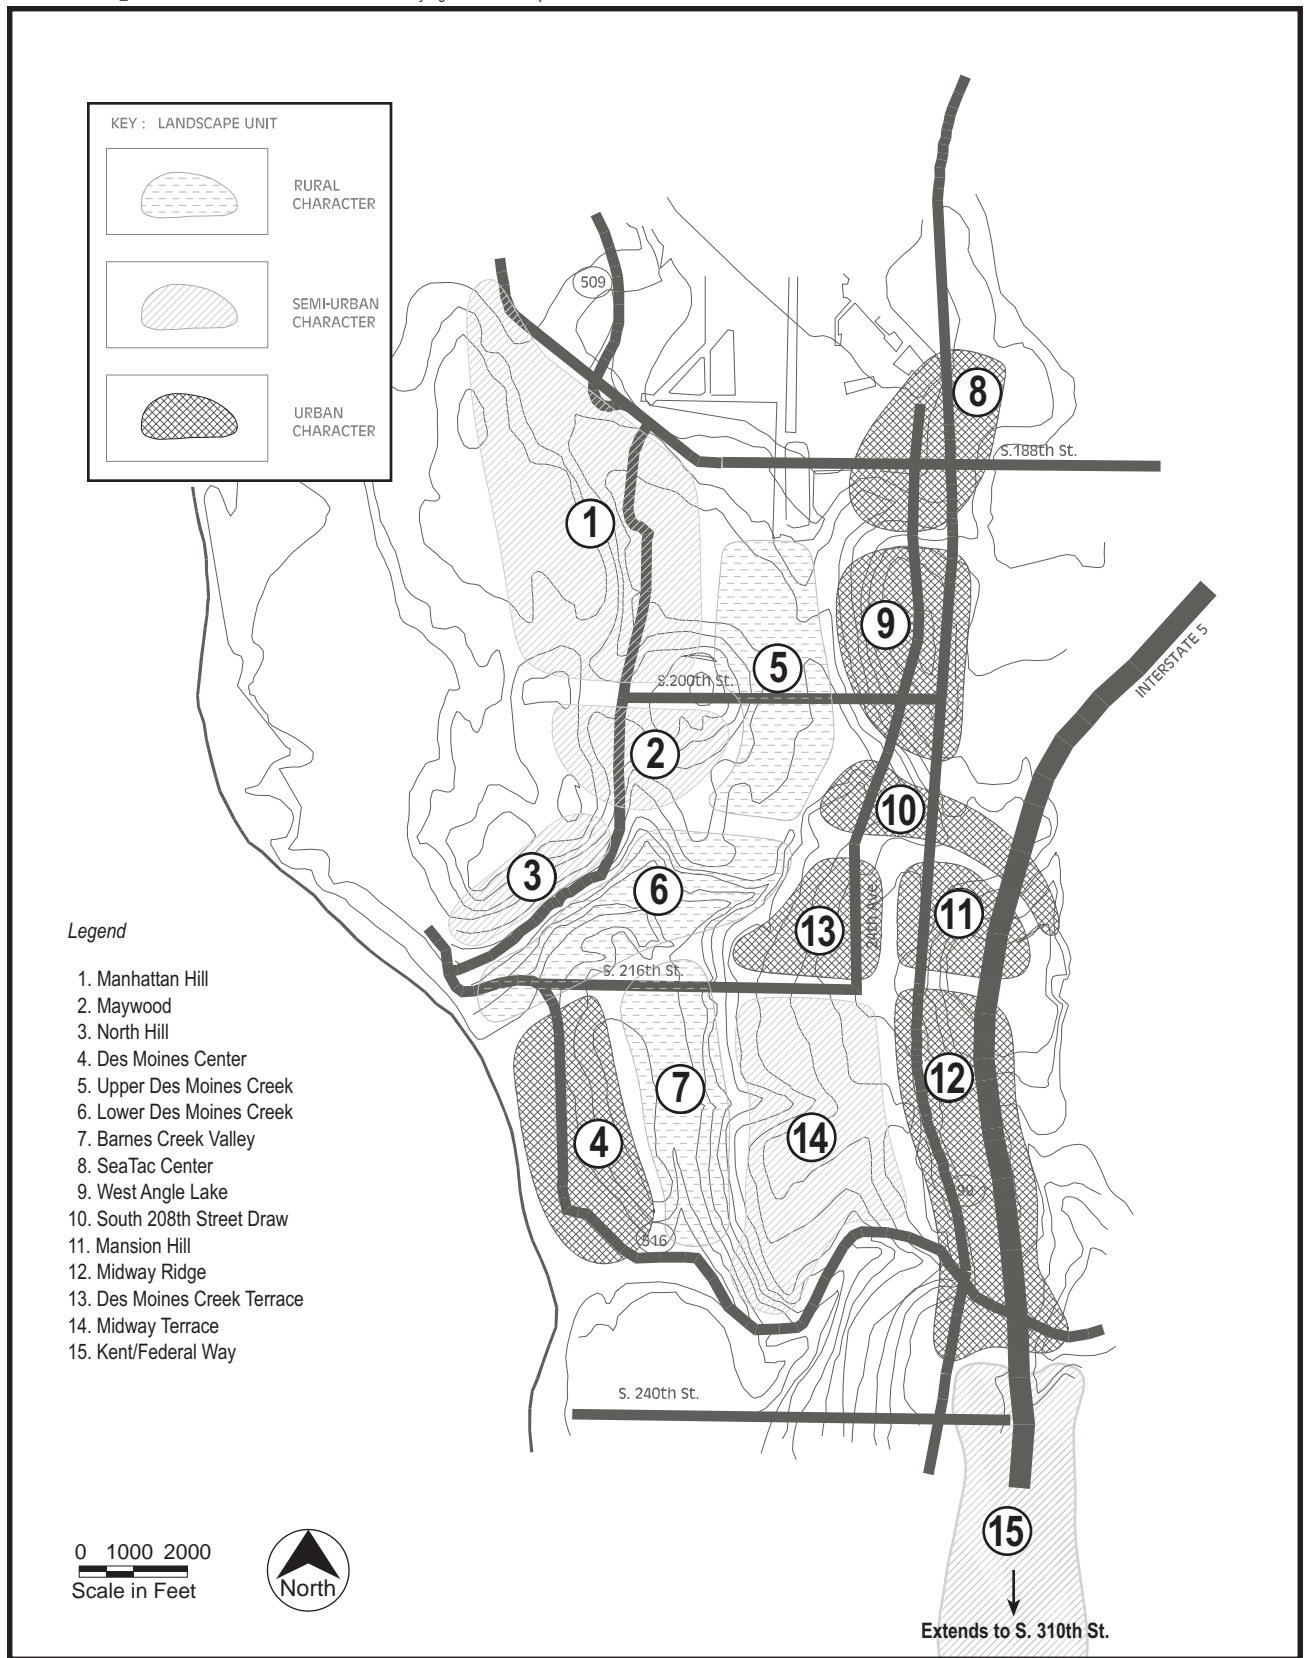 KEY : LANDSCAPE UNIT
RURAL
CHARACTER
SEMI-URBAN
CHARACTER
URBAN
CHARACTER
509
8
S.188th St.
1
9
INTERSTATE 5
5
S.200th St.
2
10
3
6
24th Ave.
11
13
S. 216th St.
Legend
1. Manhattan Hill
2. Maywood
3. North Hill
4. Des Moines Center
5. Upper Des Moines Creek
6. Lower Des Moines Creek
7. Barnes Creek Valley
8. SeaTac Center
9. West Angle Lake
10. South 208th Street Draw
11. Mansion Hill
12. Midway Ridge
13. Des Moines Creek Terrace
14. Midway Terrace
15. Kent/Federal Way
7
12
4
14
99
516
S. 240th St.
15
Extends to S. 310th St.
0 1000 2000
Scale in Feet
North